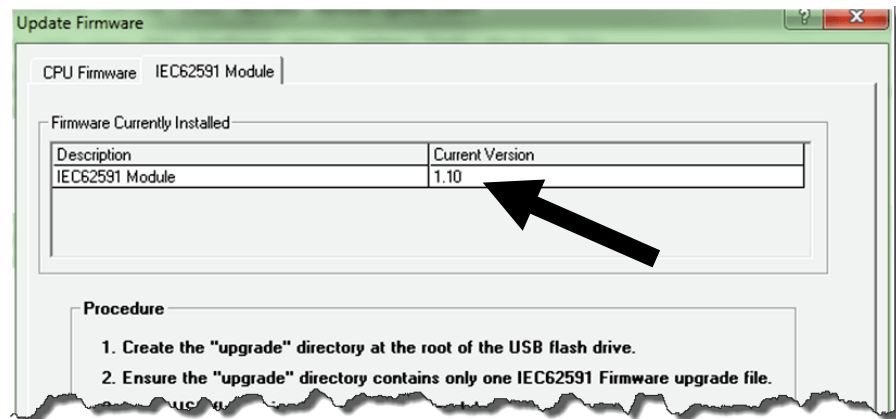 Update Firmware
CPU Firmware IEC62591 Module
Firmware Currently Installed
Description Current Version
IEC62591 Module 1.10
Procedure
1. Create the "upgrade" directory at the root of the USB flash drive.
2. Ensure the "upgrade" directory contains only one IEC62591 Firmware upgrade file.